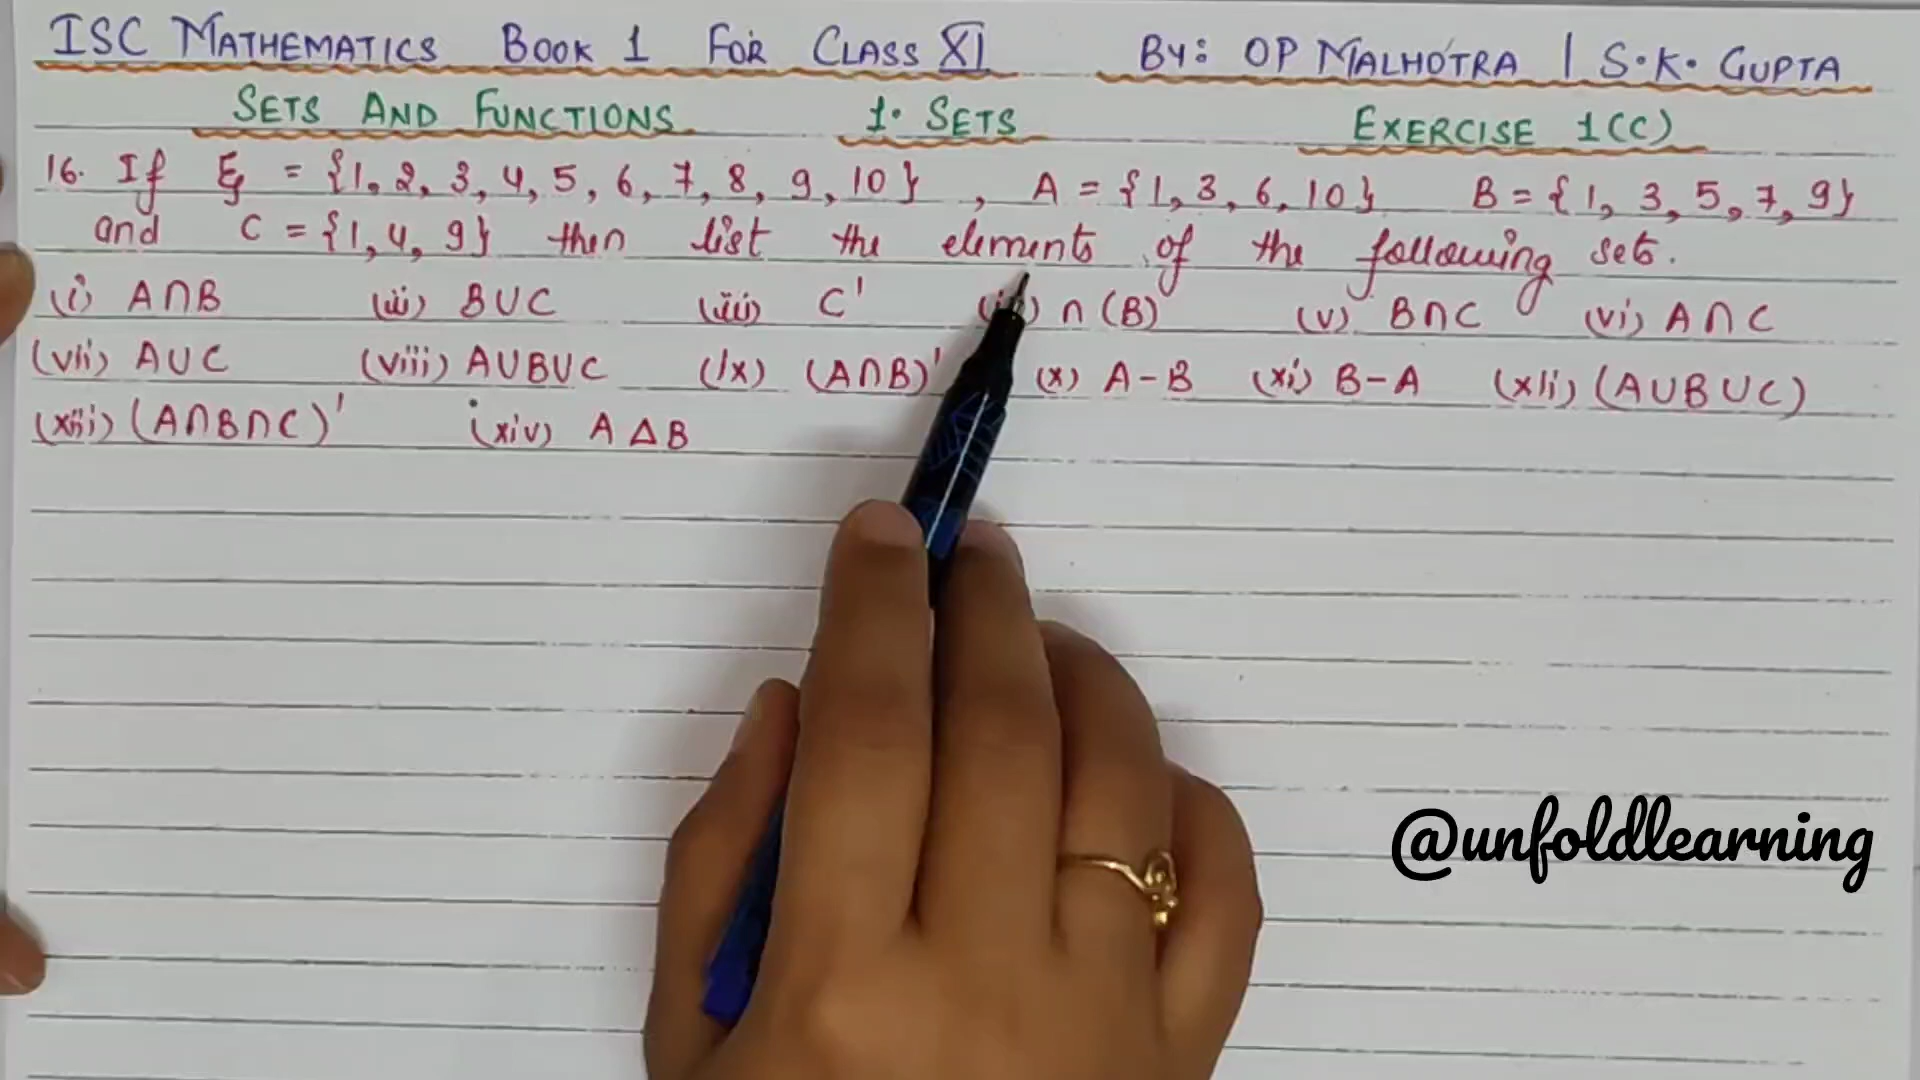 ISC MATHEMATICS BOOK 1 FOR CLASS XI BY: OP MALHOTRA | S.K. GUPTA
SETS AND FUNCTIONS 1. SETS EXERCISE 1(C)
16. If ξ = {1, 2, 3, 4, 5, 6, 7, 8, 9, 10}, A = {1, 3, 6, 10} B = {1, 3, 5, 7, 9}
and C = {1, 4, 9} then list the elements of the following sets.
(i) A∩B (ii) B∪C (iii) C' ∩ (B) (v) B∩C (vi) A∩C
(vii) A∪C (viii) A∪B∪C (ix) (A∩B)' (x) A-B (xi) B-A (xii) (A∪B∪C)
(xiii) (A∩B∩C)' (xiv) A Δ B
@unfoldlearning